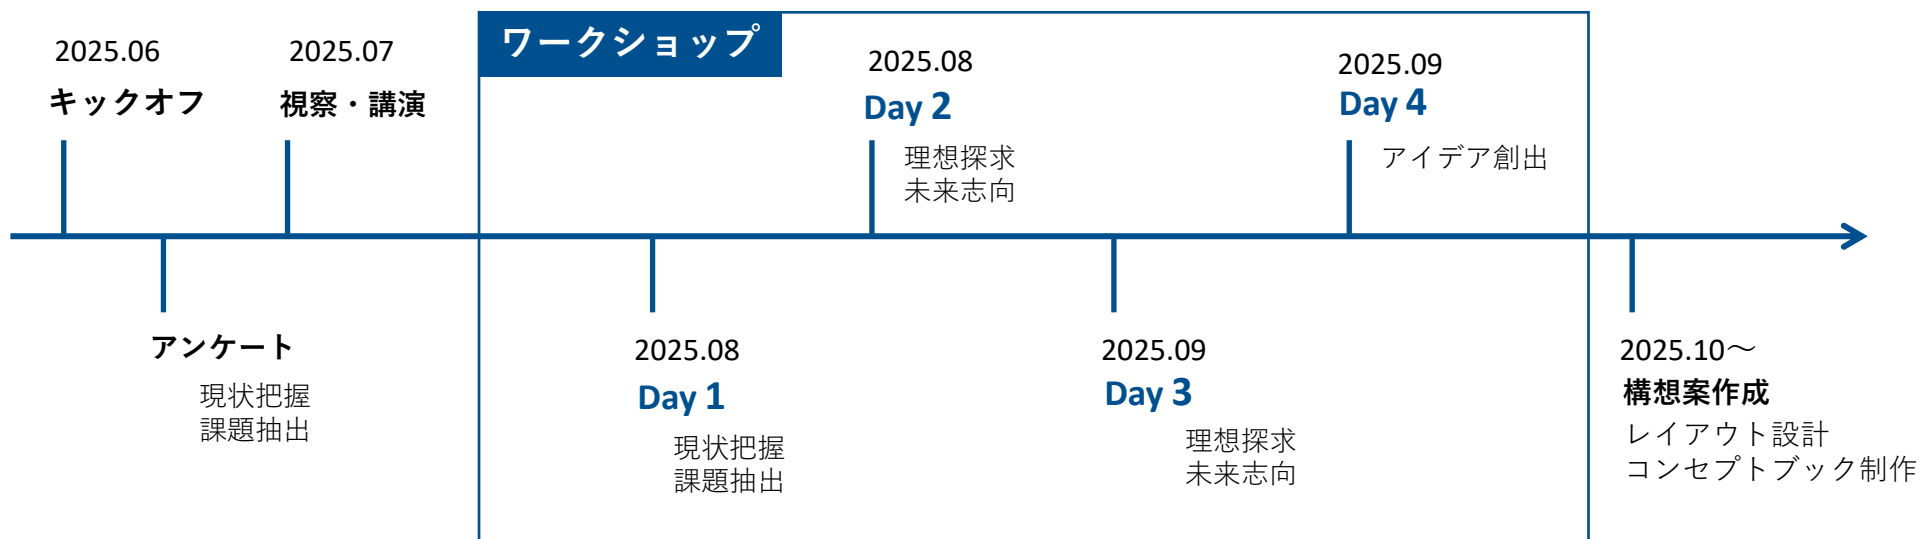 2025.06
キックオフ
アンケート
現状把握
課題抽出
2025.07
視察・講演
ワークショップ
2025.08
Day 1
現状把握
課題抽出
2025.08
Day 2
理想探求
未来志向
2025.09
Day 3
理想探求
未来志向
2025.09
Day 4
アイデア創出
2025.10～
構想案作成
レイアウト設計
コンセプトブック制作